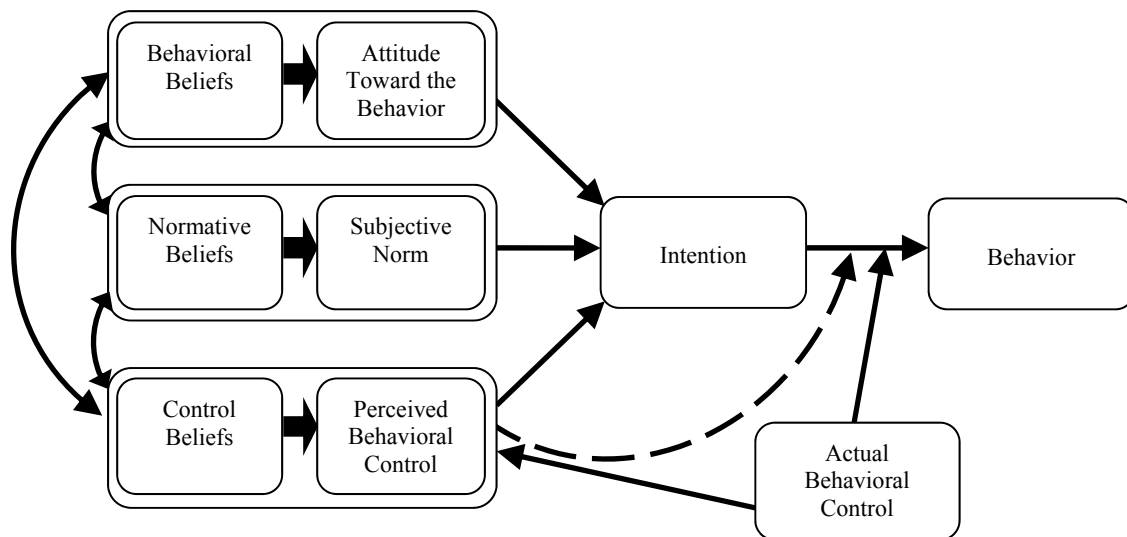 Behavioral
Beliefs
Attitude
Toward the
Behavior
Normative
Beliefs
Subjective
Norm
Intention
Behavior
Control
Beliefs
Perceived
Behavioral
Control
Actual
Behavioral
Control